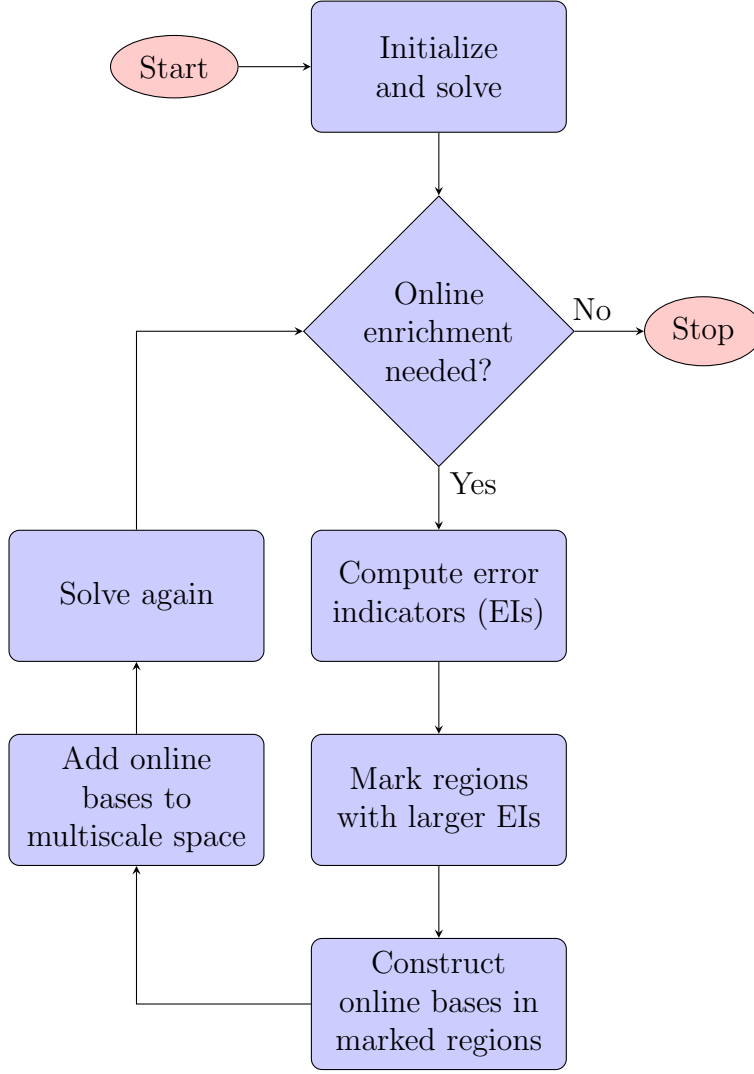 Start
Initialize
and solve
Online
enrichment
needed?
No
Stop
Yes
Compute error
indicators (EIs)
Mark regions
with larger EIs
Construct
online bases in
marked regions
Add online
bases to
multiscale space
Solve again